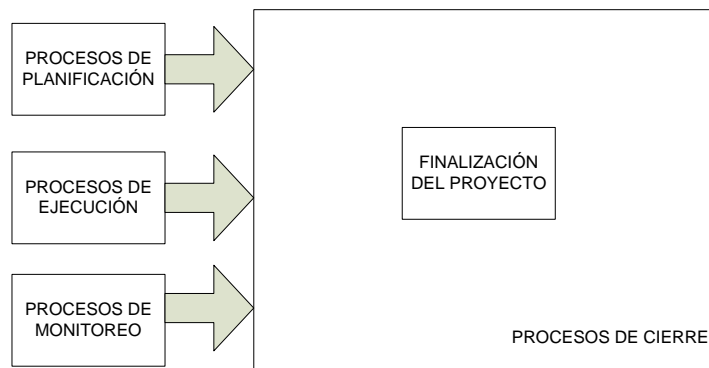 PROCESOS DE
PLANIFICACIÓN
PROCESOS DE
EJECUCIÓN
PROCESOS DE
MONITOREO
FINALIZACIÓN
DEL PROYECTO
PROCESOS DE CIERRE